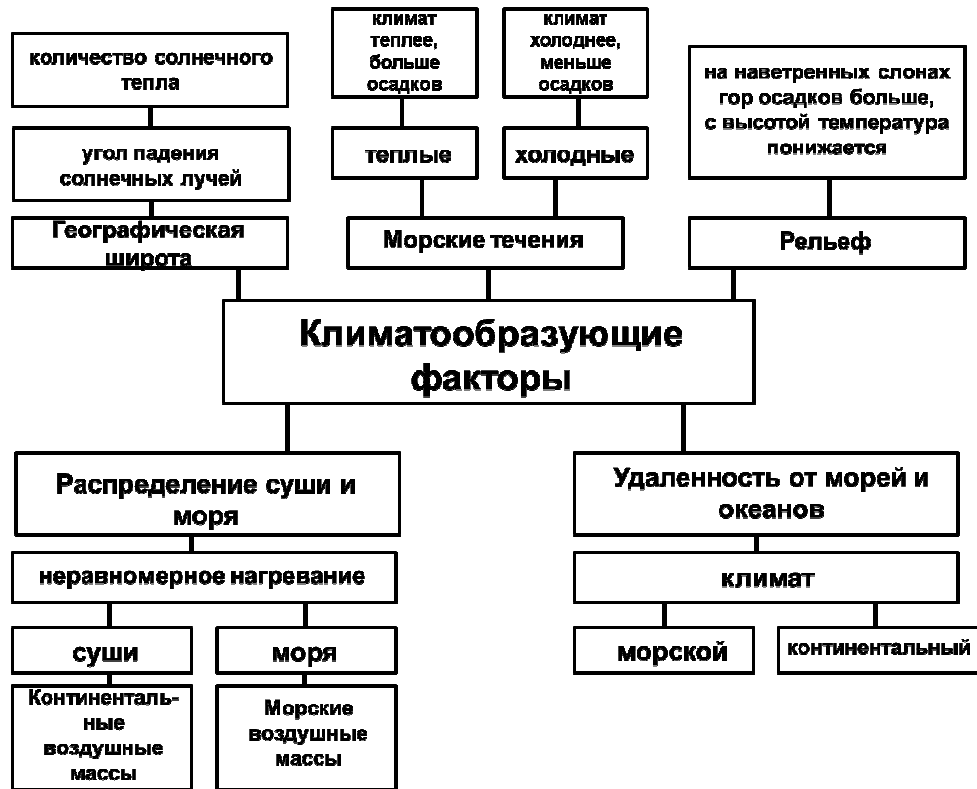 количество солнечного
тепла
угол падения
солнечных лучей
Географическая
широта
климат
теплее,
больше
осадков
климат
холоднее,
меньше
осадков
теплые
холодные
Морские течения
на наветренных слонах
гор осадков больше,
с высотой температура
понижается
Рельеф
Климатообразующие
факторы
Распределение суши и
моря
неравномерное нагревание
суши
моря
Континенталь-
ные
воздушные
массы
Морские
воздушные
массы
Удаленность от морей и
океанов
климат
морской
континентальный